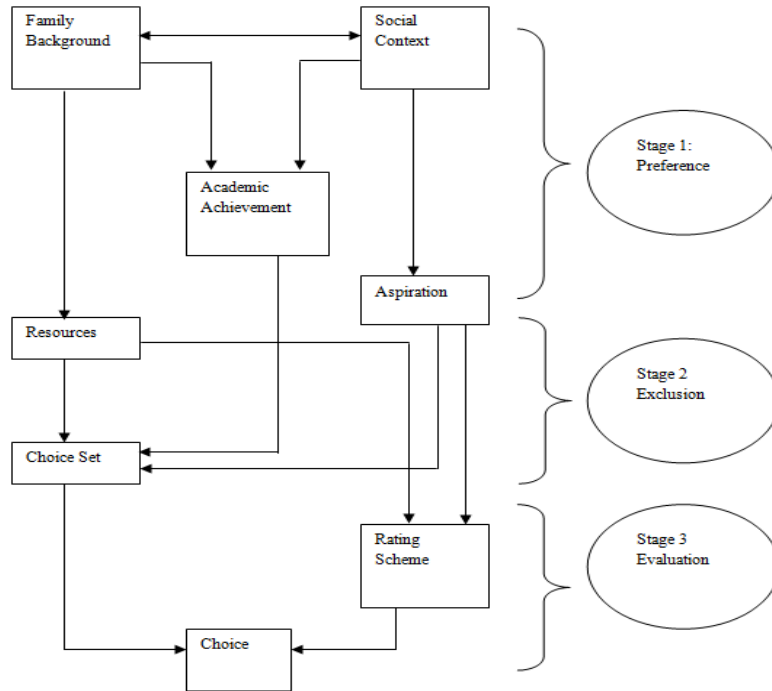 Family
Background
Social
Context
Stage 1:
Preference
Academic
Achievement
Aspiration
Resources
Stage 2
Exclusion
Choice Set
Rating
Scheme
Stage 3
Evaluation
Choice